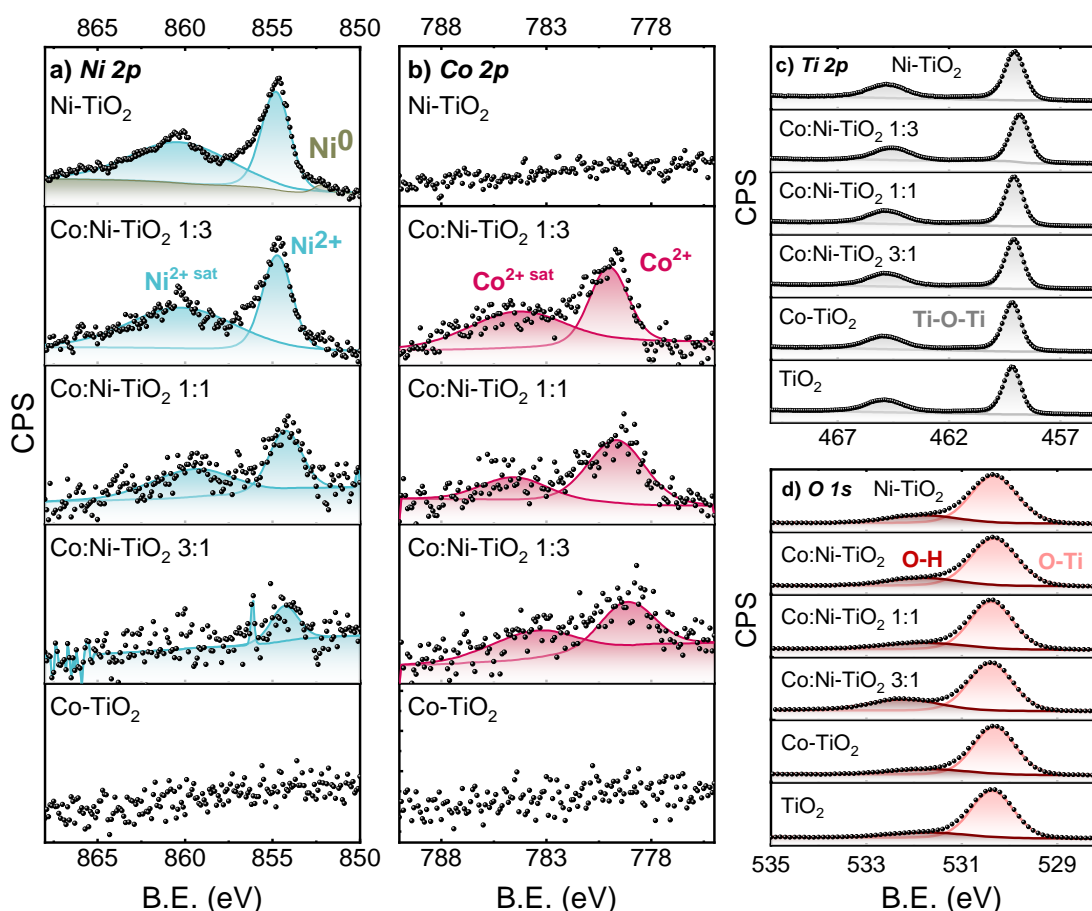 865 860 855 850
a) Ni 2p
Ni-TiO2
Ni0
Co:Ni-TiO2 1:3
Ni2+
Ni2+ sat
Co:Ni-TiO2 1:1
Co:Ni-TiO2 3:1
Co-TiO2
865 860 855 850
B.E. (eV)
CPS
788 783 778
b) Co 2p
Ni-TiO2
Co:Ni-TiO2 1:3
Co2+
Co2+ sat
Co:Ni-TiO2 1:1
Co:Ni-TiO2 1:3
Co-TiO2
788 783 778
B.E. (eV)
c) Ti 2p
Ni-TiO2
Co:Ni-TiO2 1:3
Co:Ni-TiO2 1:1
Co:Ni-TiO2 3:1
Co-TiO2
Ti-O-Ti
TiO2
467 462 457
CPS
d) O 1s
Ni-TiO2
Co:Ni-TiO2
O-H
O-Ti
Co:Ni-TiO2 1:1
Co:Ni-TiO2 3:1
Co-TiO2
TiO2
535 533 531 529
B.E. (eV)
CPS